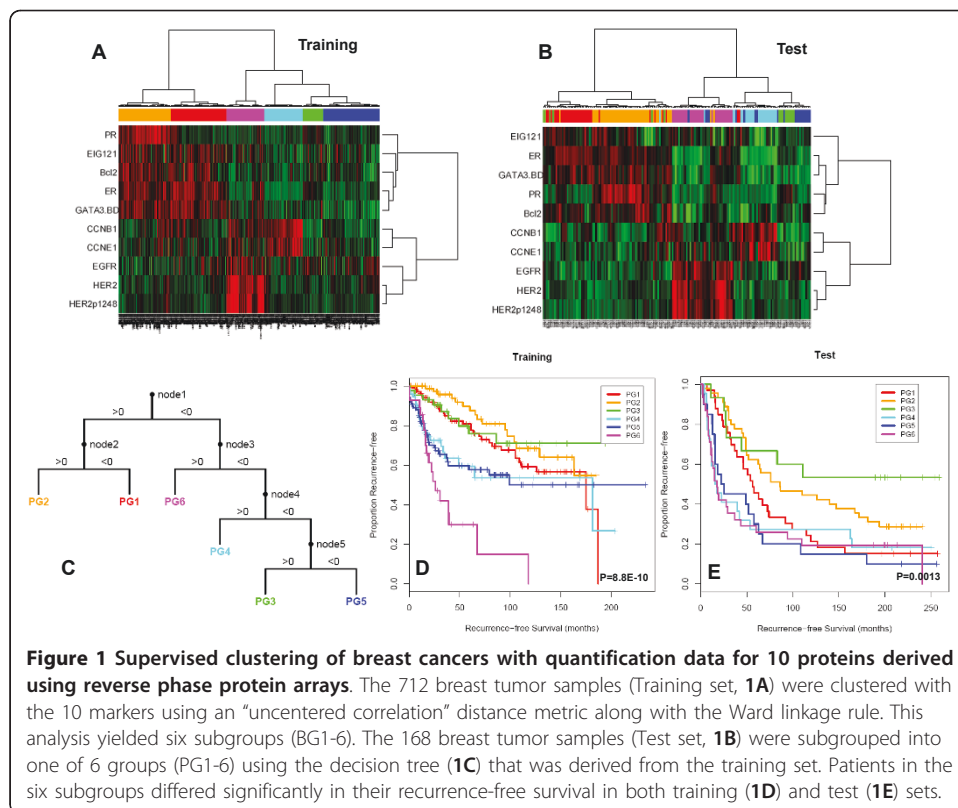 A
Training
PR
EIG121
Bcl2
ER
GATA3.BD
CCNB1
CCNE1
EGFR
HER2
HER2p1248
B
Test
EIG121
ER
GATA3.BD
PR
Bcl2
CCNB1
CCNE1
EGFR
HER2
HER2p1248
C
node1
>0 <0
node2 node3
>0 <0 >0 <0
PG2 PG1 PG6 node4
>0 <0
PG4 node5
>0 <0
PG3 PG5
Training
Proportion Recurrence-free
1.0
0.8
0.6
0.4
0.2
0.0
PG1
PG2
PG3
PG4
PG5
PG6
D
P=8.8E-10
0 50 100 150 200
Recurrence-free Survival (months)
Test
Proportion Recurrence-free
1.0
0.8
0.6
0.4
0.2
0.0
PG1
PG2
PG3
PG4
PG5
PG6
E
P=0.0013
0 50 100 150 200 250
Recurrence-free Survival (months)
Figure 1 Supervised clustering of breast cancers with quantification data for 10 proteins derived
using reverse phase protein arrays. The 712 breast tumor samples (Training set, 1A) were clustered with
the 10 markers using an “uncentered correlation” distance metric along with the Ward linkage rule. This
analysis yielded six subgroups (BG1-6). The 168 breast tumor samples (Test set, 1B) were subgrouped into
one of 6 groups (PG1-6) using the decision tree (1C) that was derived from the training set. Patients in the
six subgroups differed significantly in their recurrence-free survival in both training (1D) and test (1E) sets.